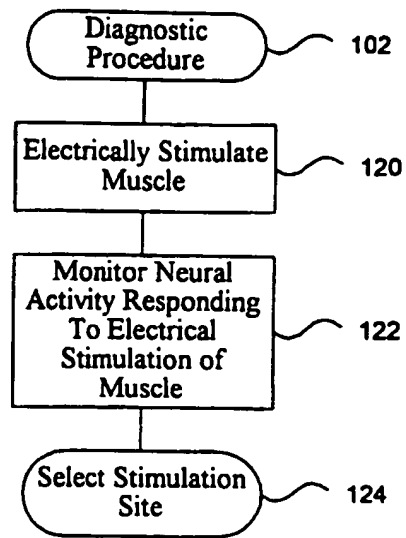 Diagnostic
Procedure
102
Electrically Stimulate
Muscle
120
Monitor Neural
Activity Responding
To Electrical
Stimulation of
Muscle
122
Select Stimulation
Site
124